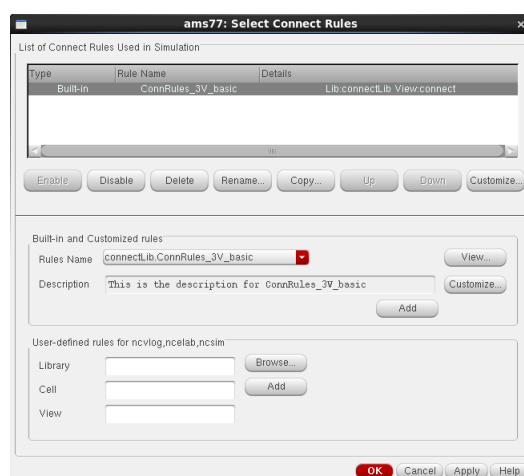 ams77: Select Connect Rules
List of Connect Rules Used in Simulation
Type Rule Name Details
Built-in ConnRules_3V_basic Lib:connectLib View:connect
Enable Disable Delete Rename... Copy... Up Down Customize...
Built-in and Customized rules
Rules Name connectLib.ConnRules_3V_basic View...
Description This is the description for ConnRules_3V_basic Customize...
Add
User-defined rules for ncvlog,ncelab,ncsim
Library Browse...
Cell Add
View
OK Cancel Apply Help